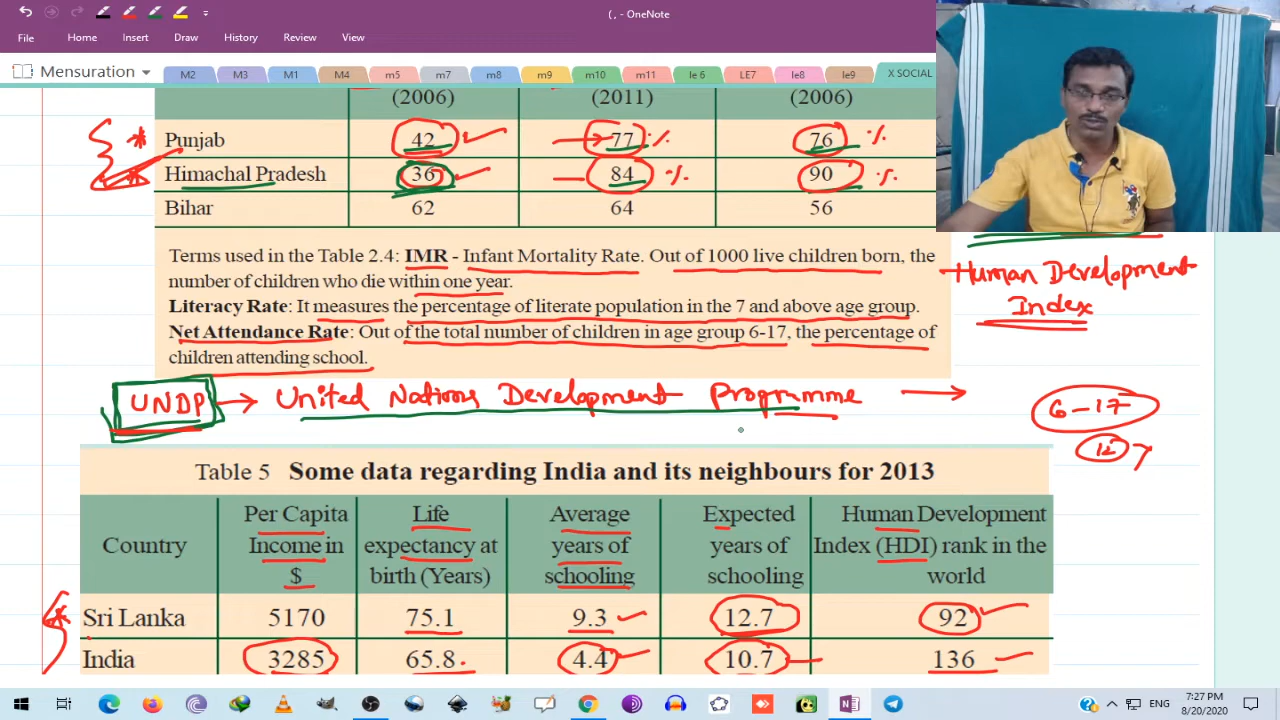 ( , - OneNote
File Home Insert Draw History Review View
Mensuration M2 M3 M1 M4 m5 m7 m8 m9 m10 m11 le 6 LE7 le8 le9 X SOCIAL
(2006) (2011) (2006)
Punjab 42 77 % 76 %
Himachal Pradesh 36 84 % 90 %
Bihar 62 64 56
Terms used in the Table 2.4: IMR - Infant Mortality Rate. Out of 1000 live children born, the
number of children who die within one year.
Literacy Rate: It measures the percentage of literate population in the 7 and above age group.
Net Attendance Rate: Out of the total number of children in age group 6-17, the percentage of
children attending school.
Human Development
Index
UNDP → United Nations Development Programme →
6-17
12
Table 5 Some data regarding India and its neighbours for 2013
Country
Per Capita
Income in
$
Life
expectancy at
birth (Years)
Average
years of
schooling
Expected
years of
schooling
Human Development
Index (HDI) rank in the
world
Sri Lanka 5170 75.1 9.3 12.7 92
India 3285 65.8 4.4 10.7 136
ENG
7:27 PM
8/20/2020